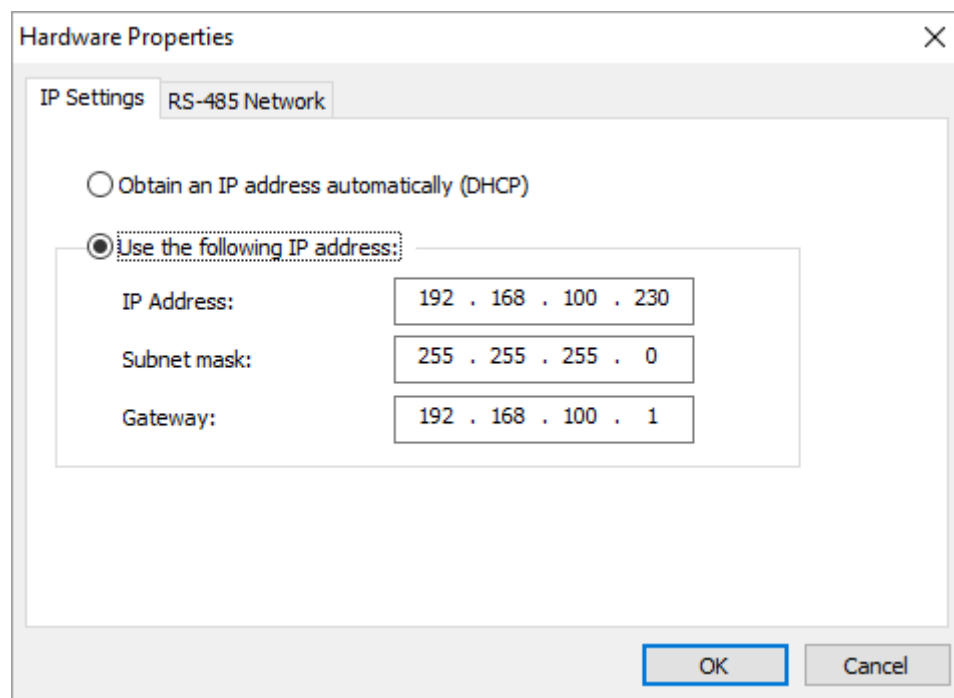 Hardware Properties
IP Settings
RS-485 Network
Obtain an IP address automatically (DHCP)
Use the following IP address:
IP Address: 192 . 168 . 100 . 230
Subnet mask: 255 . 255 . 255 . 0
Gateway: 192 . 168 . 100 . 1
OK
Cancel